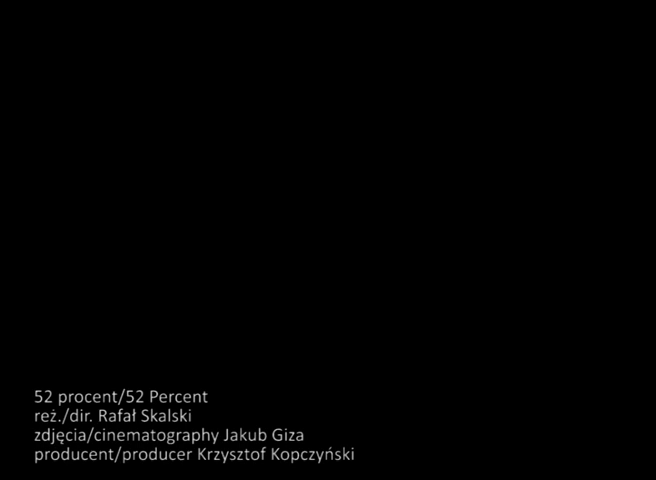 52 procent/52 Percent
reż./dir. Rafał Skalski
zdjęcia/cinematography Jakub Giza
producent/producer Krzysztof Kopczyński